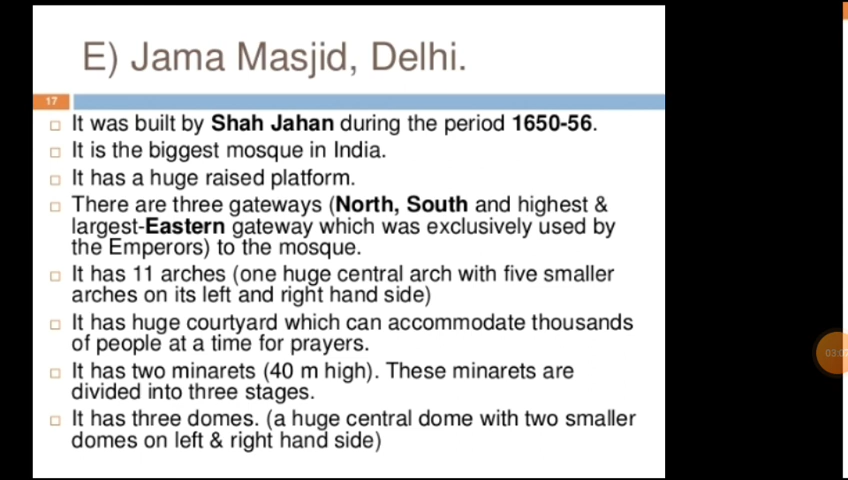 E) Jama Masjid, Delhi.
17
It was built by Shah Jahan during the period 1650-56.
It is the biggest mosque in India.
It has a huge raised platform.
There are three gateways (North, South and highest &
largest-Eastern gateway which was exclusively used by
the Emperors) to the mosque.
It has 11 arches (one huge central arch with five smaller
arches on its left and right hand side)
It has huge courtyard which can accommodate thousands
of people at a time for prayers.
It has two minarets (40 m high). These minarets are
divided into three stages.
It has three domes. (a huge central dome with two smaller
domes on left & right hand side)